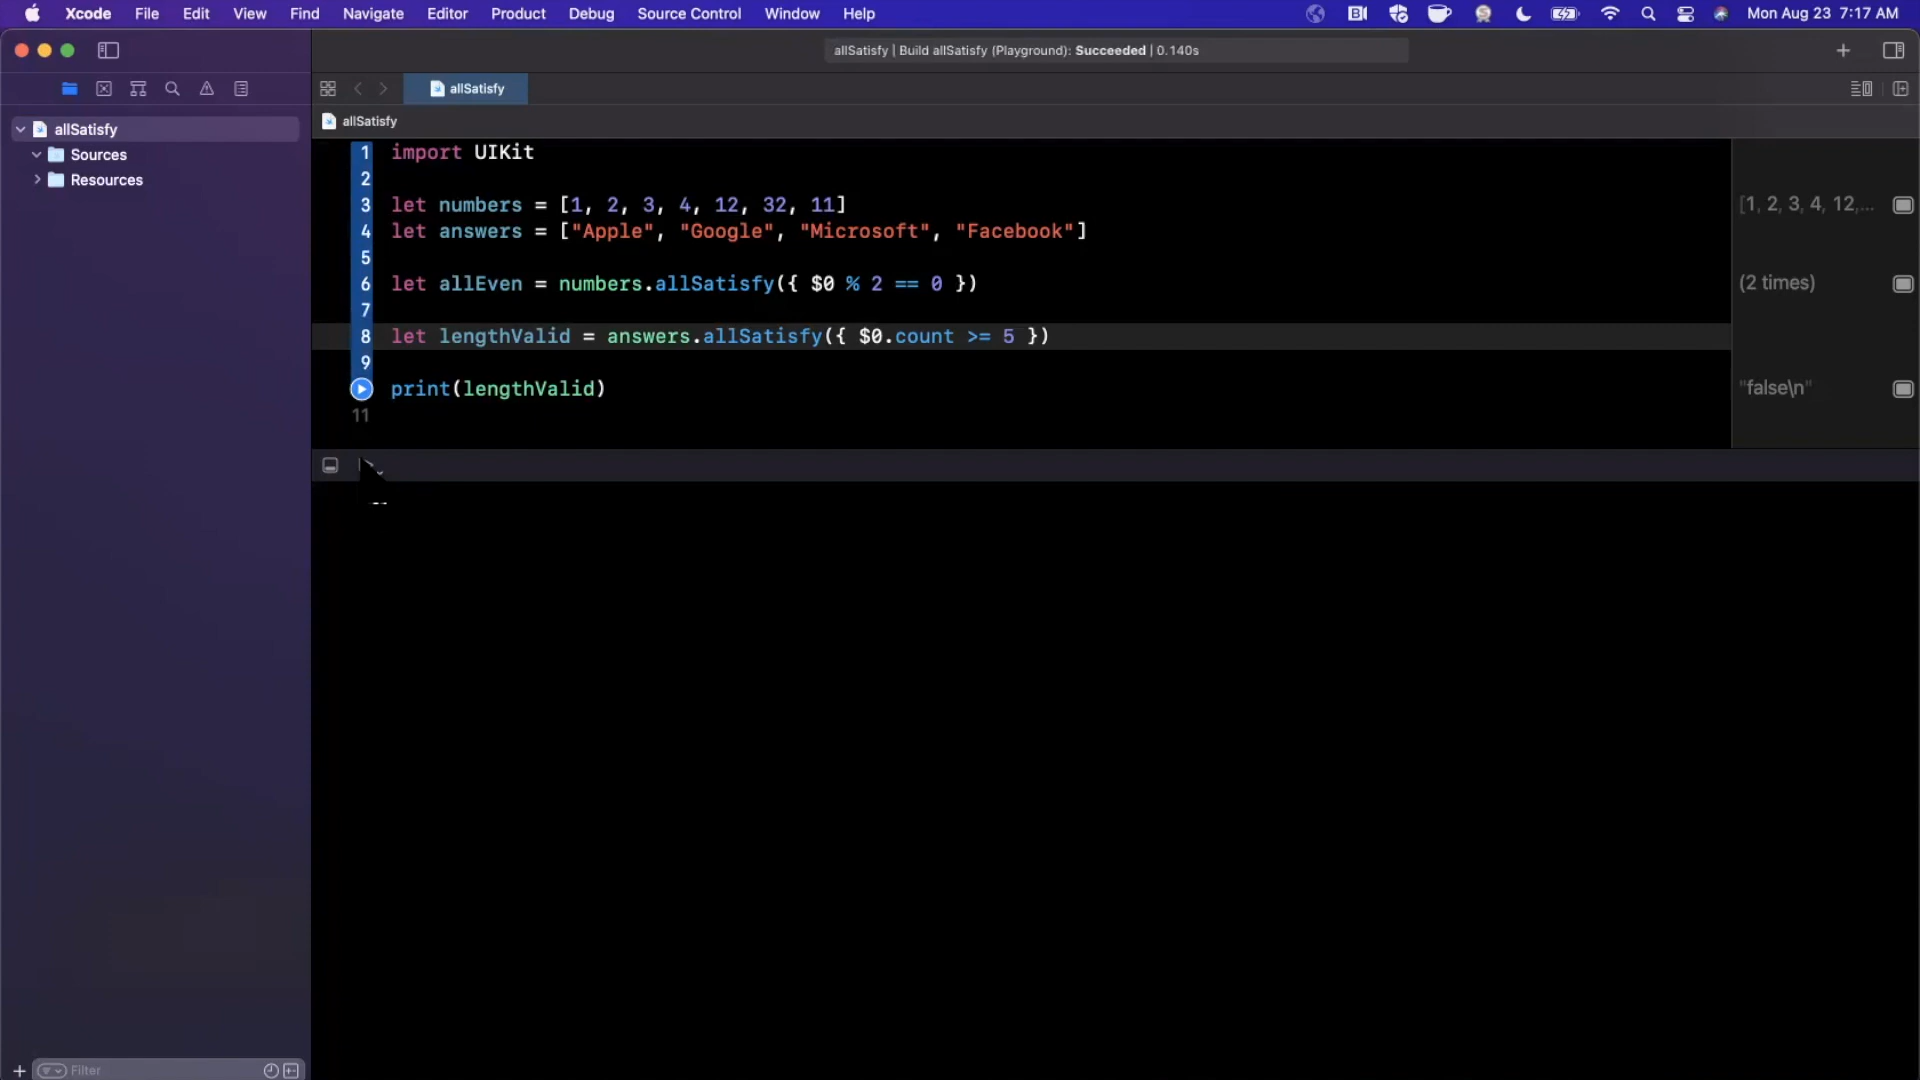 Xcode File Edit View Find Navigate Editor Product Debug Source Control Window Help Mon Aug 23 7:17 AM
allSatisfy | Build allSatisfy (Playground): Succeeded | 0.140s
allSatisfy
allSatisfy
allSatisfy
Sources
Resources
1 import UIKit
2
3 let numbers = [1, 2, 3, 4, 12, 32, 11] [1, 2, 3, 4, 12,...
4 let answers = ["Apple", "Google", "Microsoft", "Facebook"]
5
6 let allEven = numbers.allSatisfy({ $0 % 2 == 0 }) (2 times)
7
8 let lengthValid = answers.allSatisfy({ $0.count >= 5 })
9
print(lengthValid) "false\n"
11
Filter